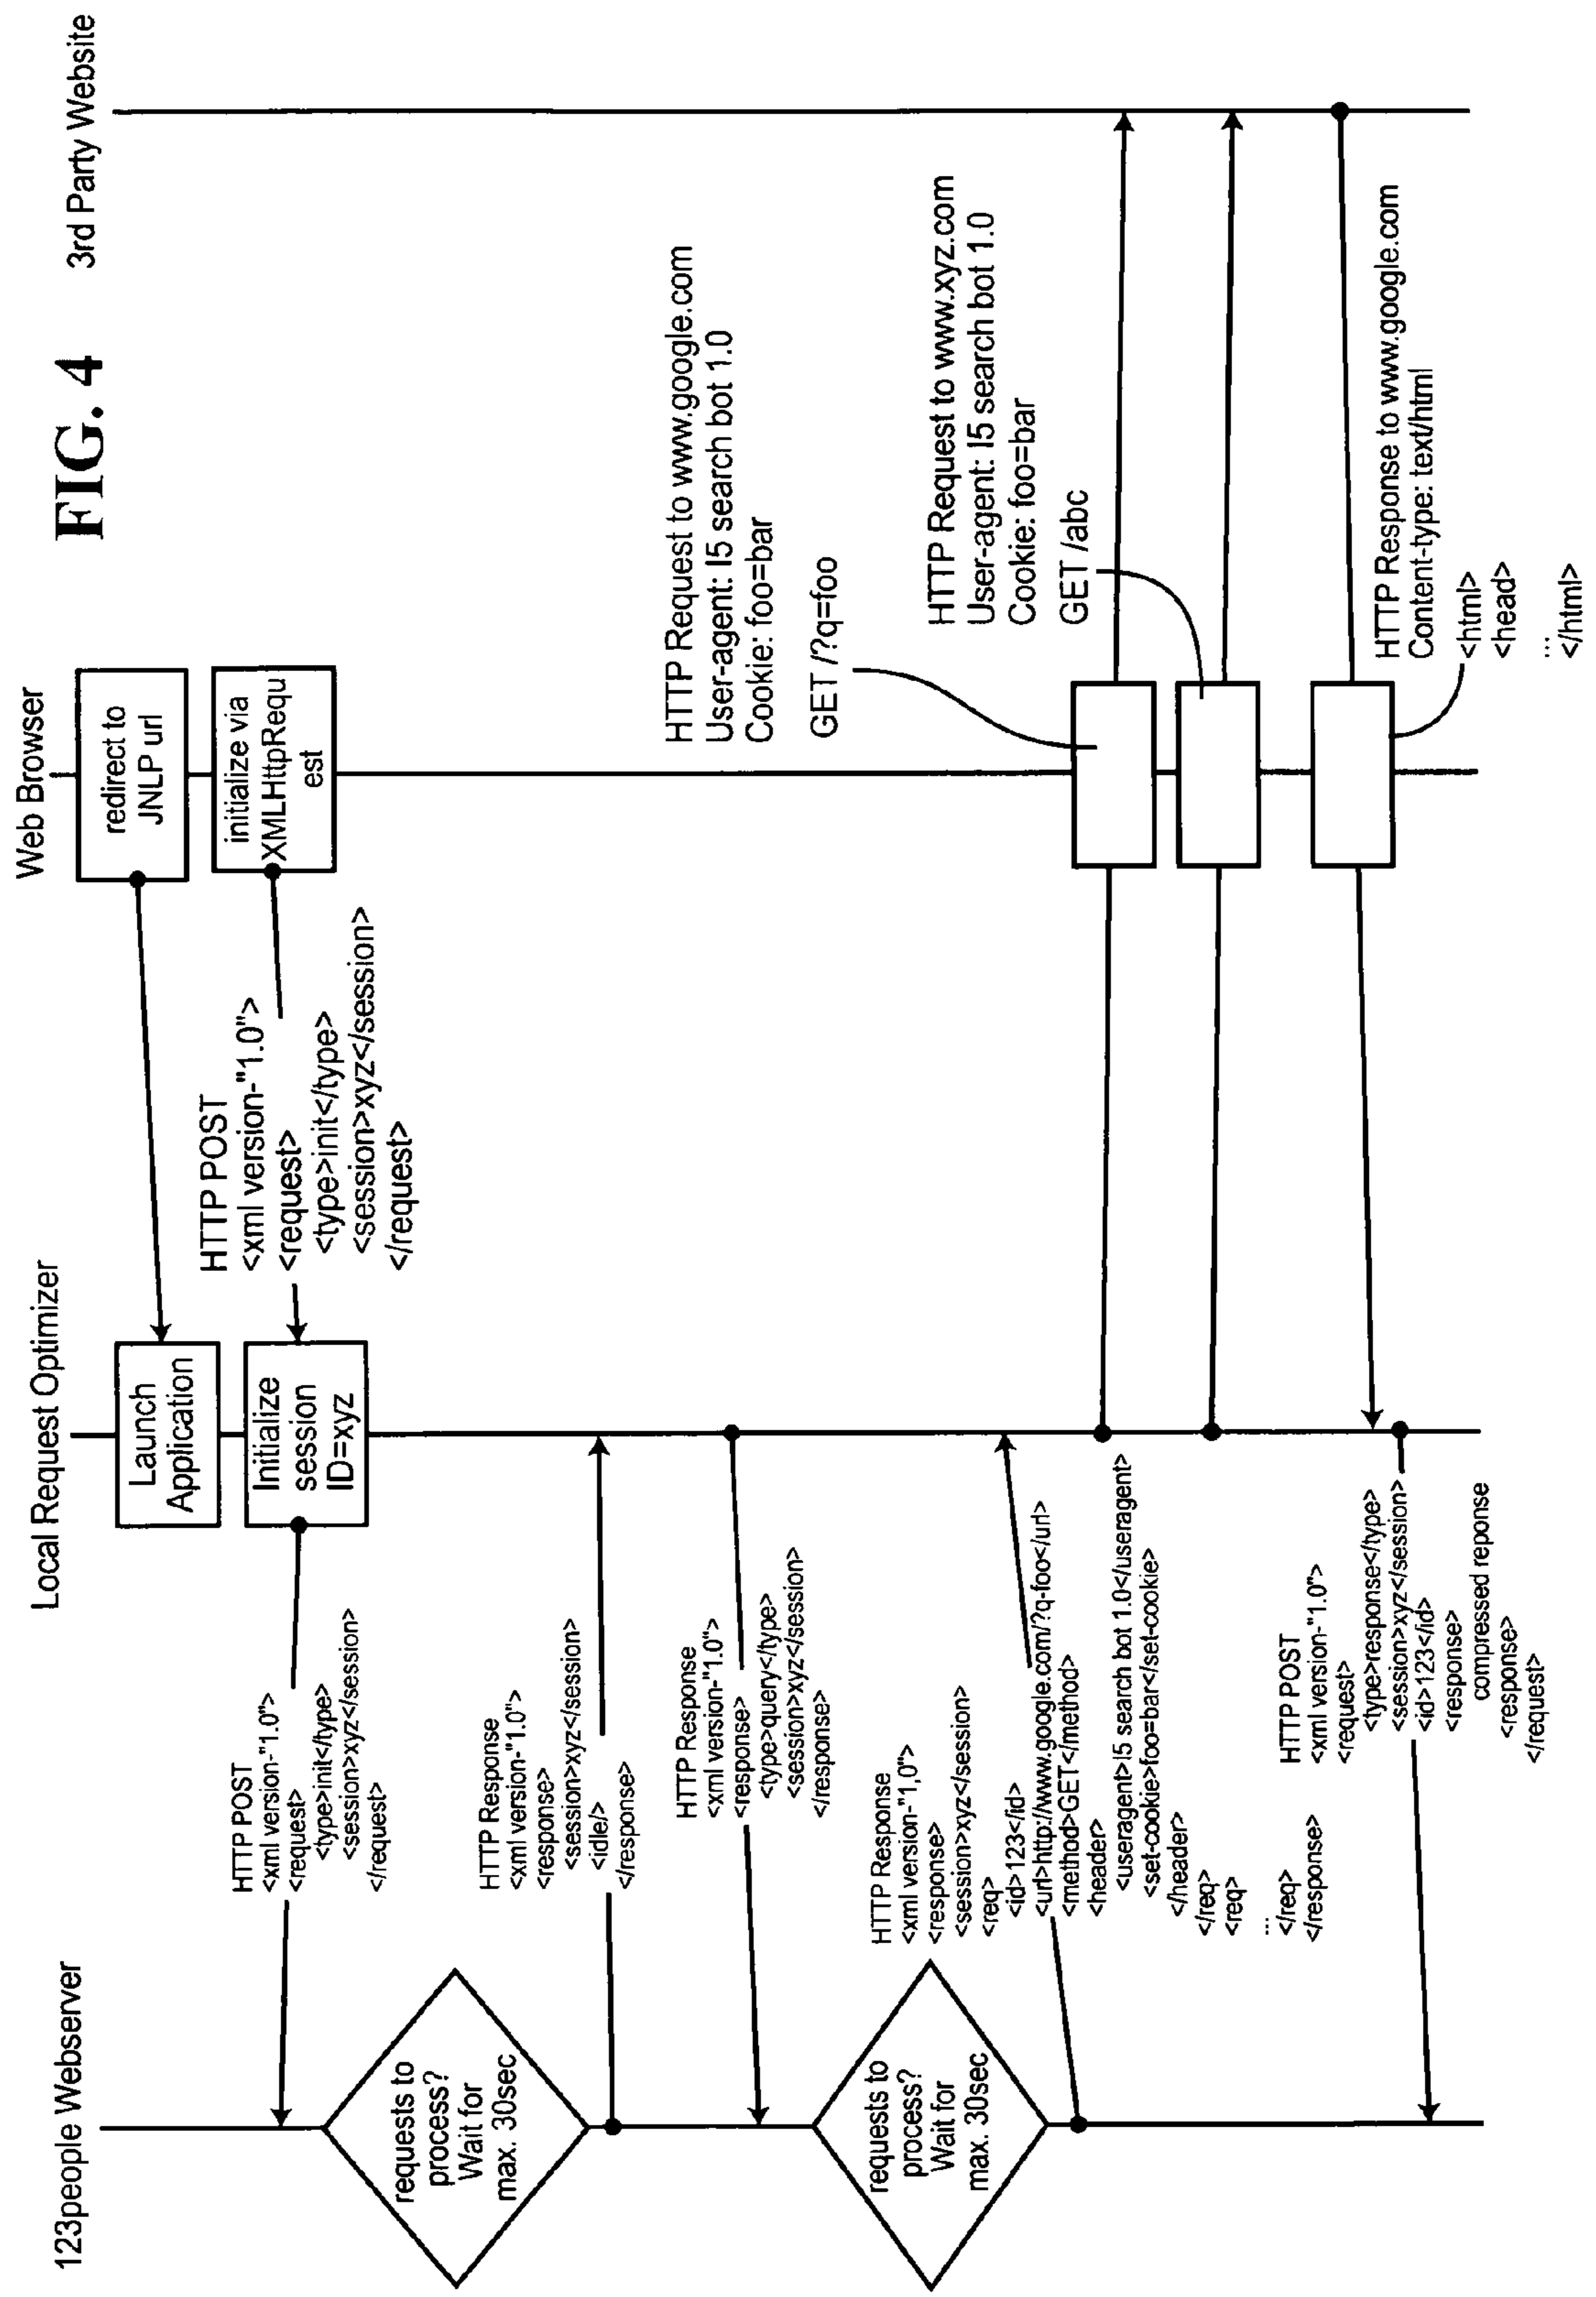 FIG. 4
123people Webserver
Local Request Optimizer
Web Browser
3rd Party Website
redirect to
JNLP url
Launch
Application
initialize via
XMLHttpRequ
est
HTTP POST
<xml version-"1.0">
<request>
<type>init</type>
<session>xyz</session>
</request>
Initialize
session
ID=xyz
HTTP POST
<xml version-"1.0">
<request>
<type>init</type>
<session>xyz</session>
</request>
requests to
process?
Wait for
max. 30sec
HTTP Response
<xml version-"1.0">
<response>
<session>xyz</session>
<idle/>
</response>
HTTP Response
<xml version-"1.0">
<response>
<type>query</type>
<session>xyz</session>
</response>
requests to
process?
Wait for
max. 30sec
HTTP Response
<xml version-"1,0">
<response>
<session>xyz</session>
<req>
<id>123</id>
<url>http://www.google.com/?q-foo</url>
<method>GET</method>
<header>
<useragent>I5 search bot 1.0</useragent>
<set-cookie>foo=bar</set-cookie>
</header>
</req>
<req>
...
</req>
</response>
HTTP Request to www.google.com
User-agent: I5 search bot 1.0
Cookie: foo=bar
GET /?q=foo
HTTP Request to www.xyz.com
User-agent: I5 search bot 1.0
Cookie: foo=bar
GET /abc
HTTP Response to www.google.com
Content-type: text/html
<html>
<head>
...
</html>
HTTP POST
<xml version-"1.0">
<request>
<type>response</type>
<session>xyz</session>
<id>123</id>
<response>
compressed reponse
<response>
</request>